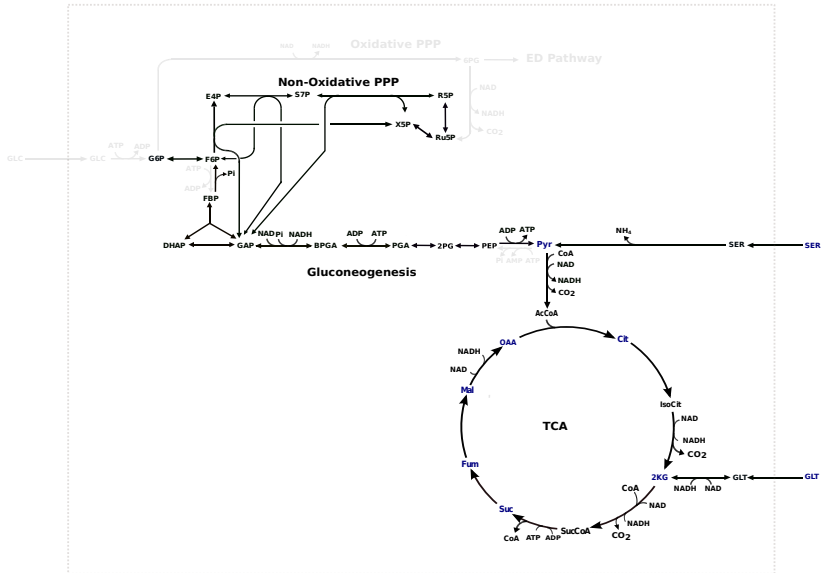 Oxidative PPP
NAD NADH
6PG ED Pathway
Non-Oxidative PPP
E4P S7P R5P
NAD
NADH
X5P
CO2
Ru5P
ATP ADP
GLC GLC G6P F6P
ATP Pi
ADP
FBP
NAD Pi NADH ADP ATP ADP ATP NH4
DHAP GAP BPGA PGA 2PG PEP Pyr SER SER
Pi AMP ATP
CoA
NAD
Gluconeogenesis
NADH
CO2
AcCoA
OAA Cit
NADH
NAD
Mal
IsoCit
NAD
TCA
NADH
CO2
Fum
2KG GLT GLT
NADH NAD
CoA
NAD
Suc
NADH
SucCoA
CoA ATP ADP CO2